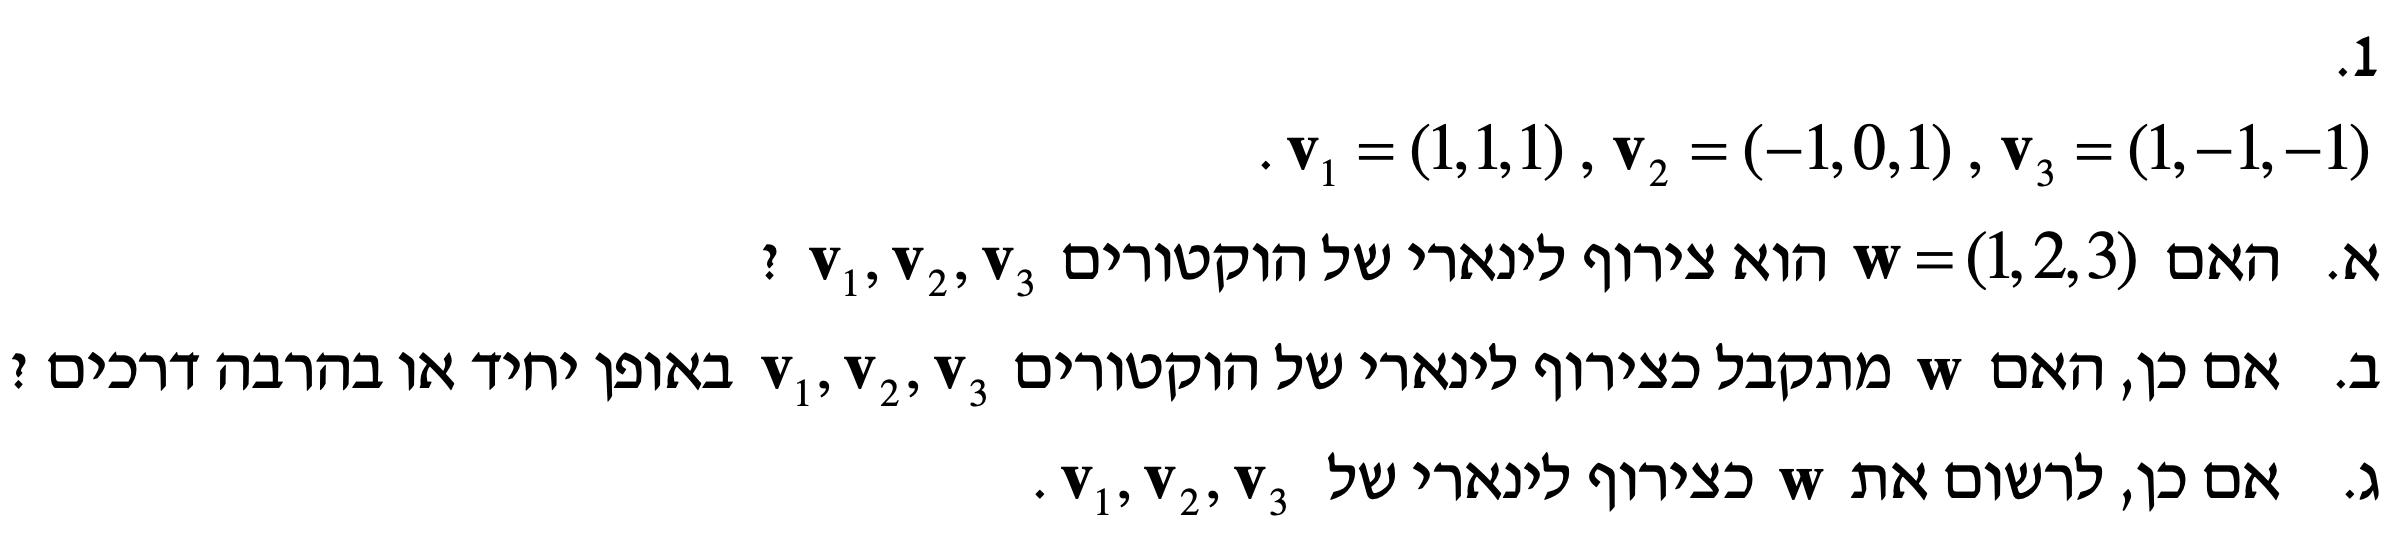 1.
v₁ = (1,1,1) , v₂ = (−1,0,1) , v₃ = (1,−1,−1) .
א. האם w = (1,2,3) הוא צירוף לינארי של הוקטורים v₁, v₂, v₃ ?
ב. אם כן, האם w מתקבל כצירוף לינארי של הוקטורים v₁, v₂, v₃ באופן יחיד או בהרבה דרכים ?
ג. אם כן, לרשום את w כצירוף לינארי של v₁, v₂, v₃ .